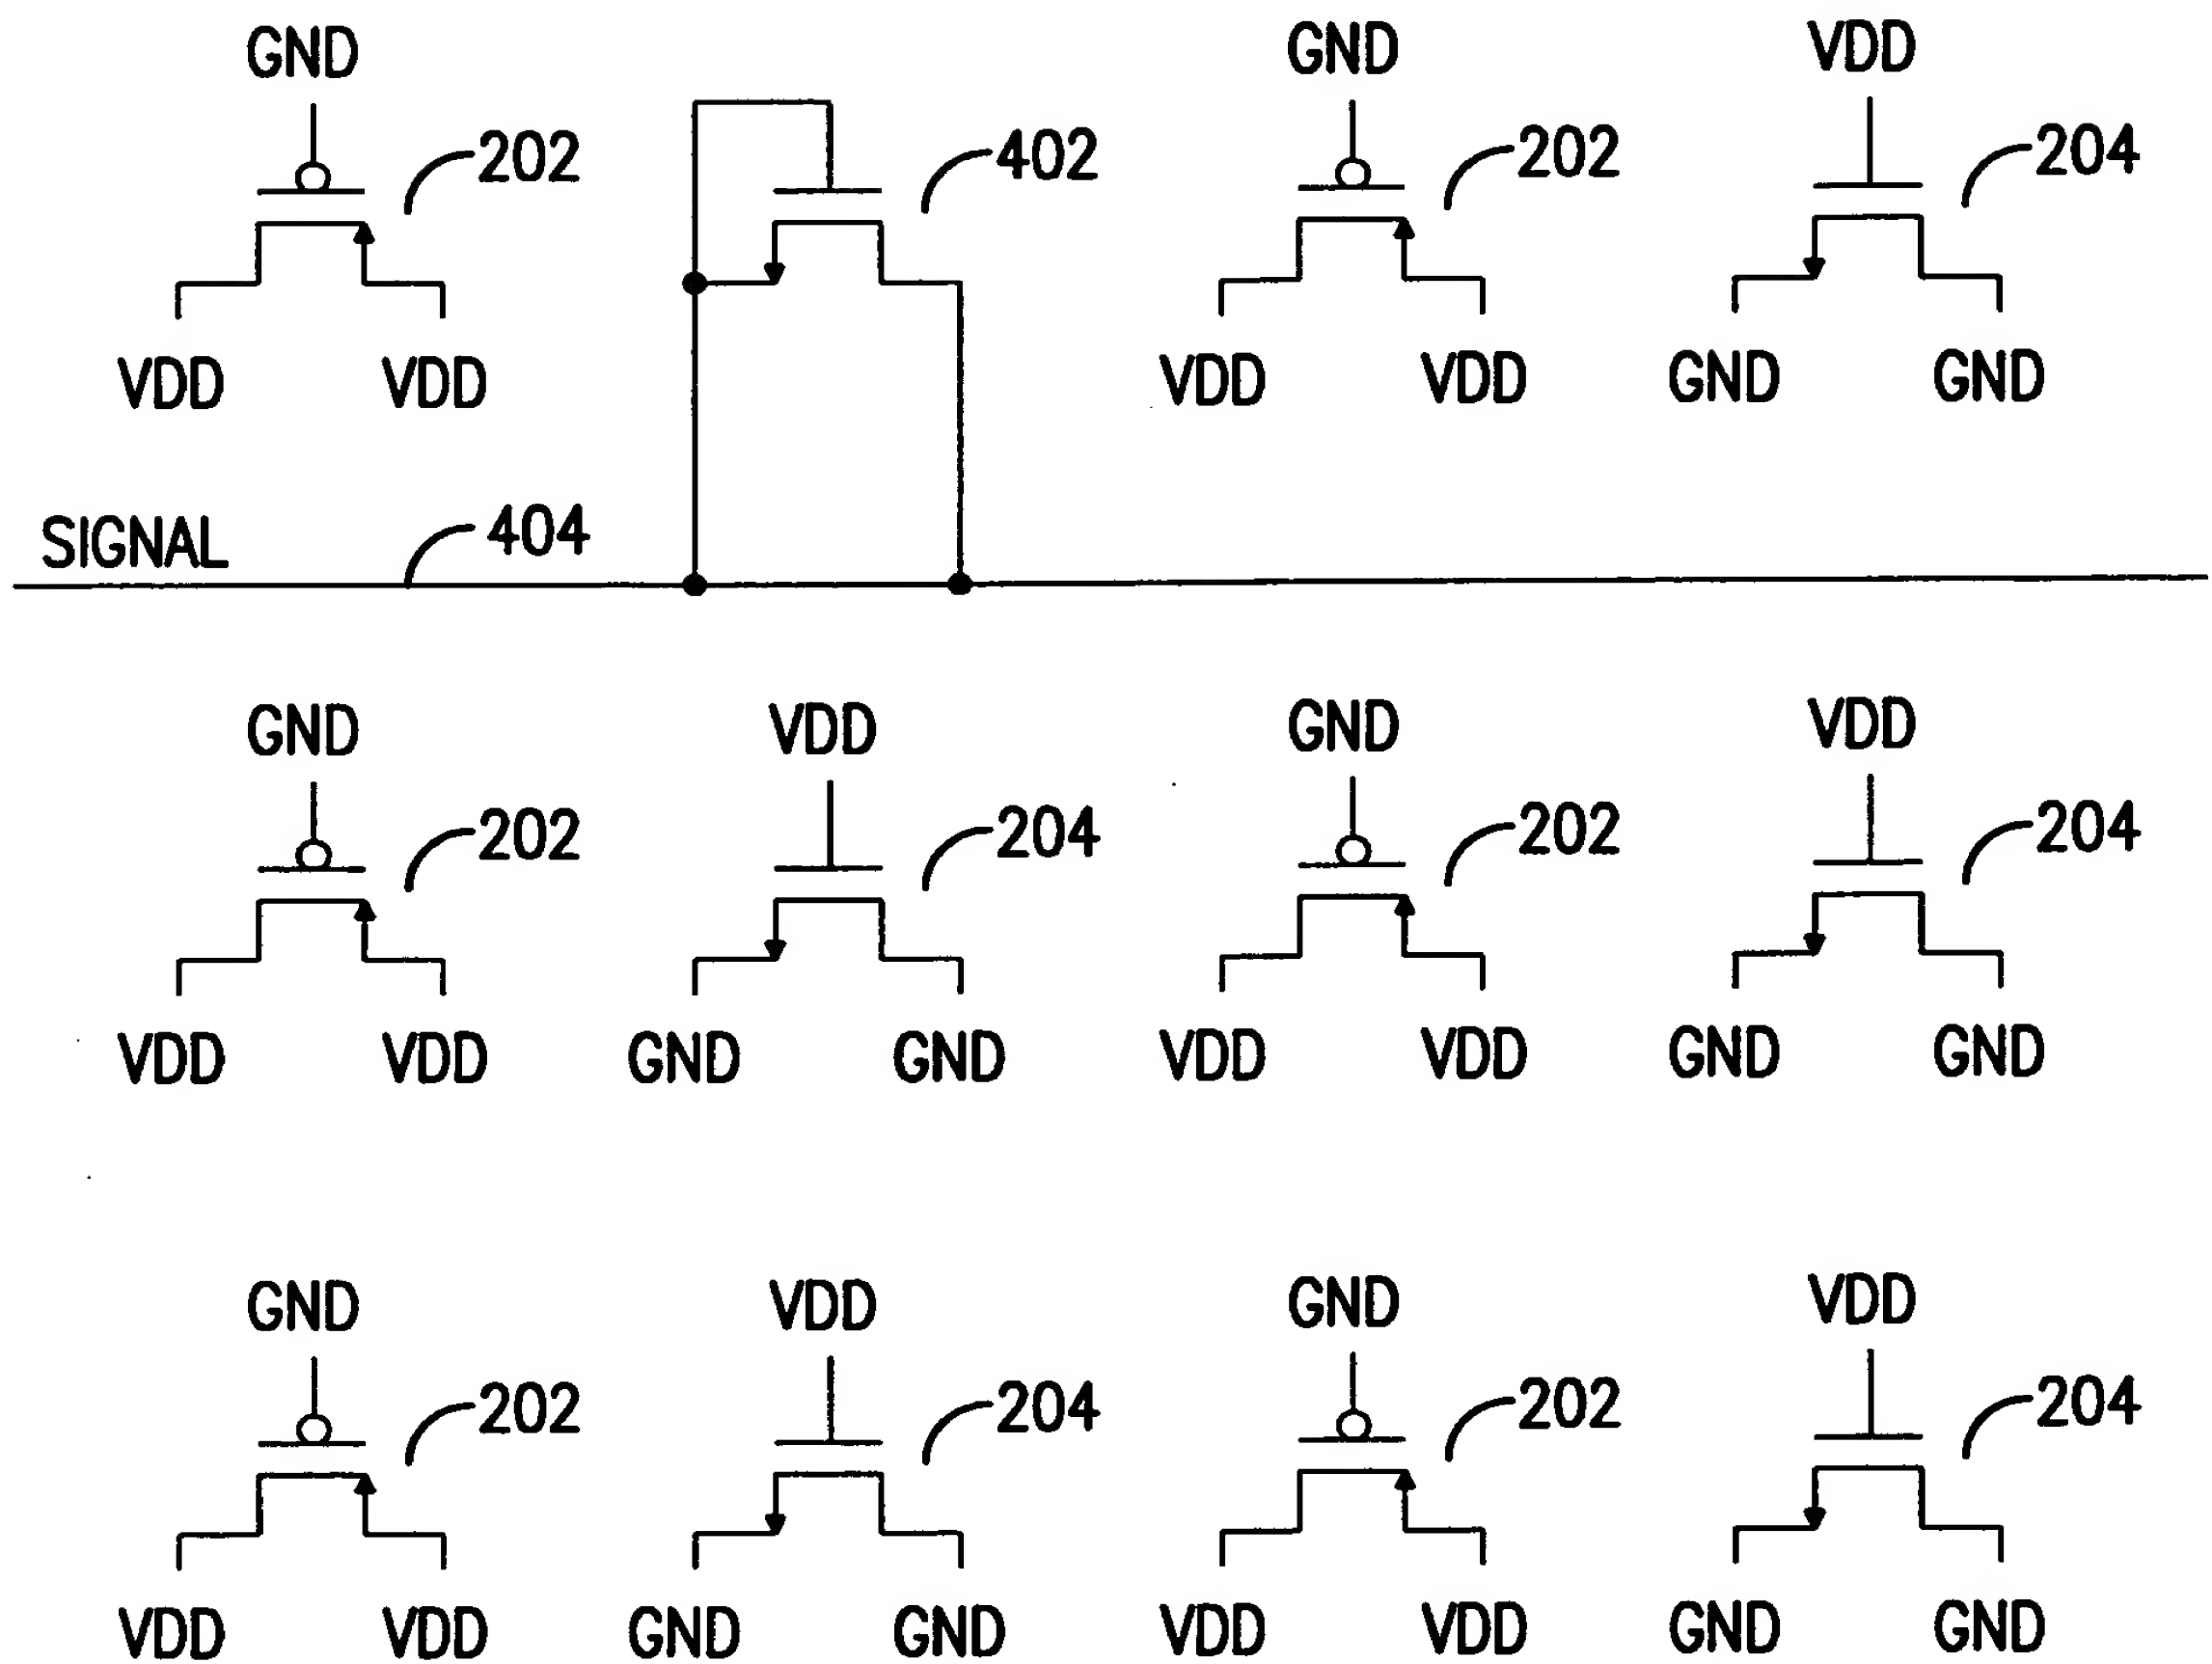 GND GND VDD
202 402 202 204
VDD VDD VDD VDD GND GND
SIGNAL 404
GND VDD GND VDD
202 204 202 204
VDD VDD GND GND VDD VDD GND GND
GND VDD GND VDD
202 204 202 204
VDD VDD GND GND VDD VDD GND GND